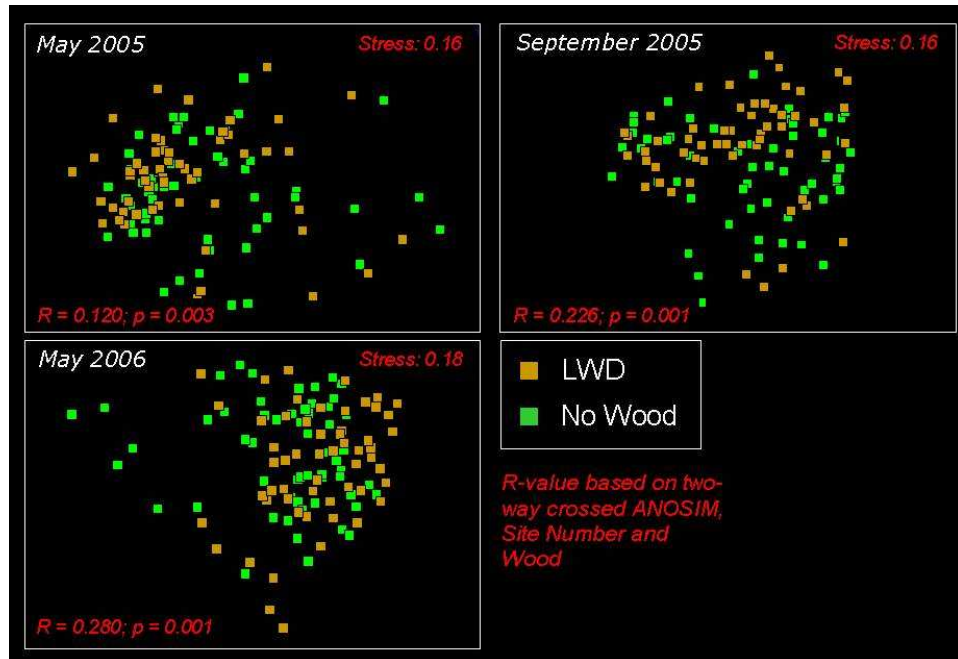 May 2005
Stress: 0.16
R = 0.120; p = 0.003
September 2005
Stress: 0.16
R = 0.226; p = 0.001
May 2006
Stress: 0.18
R = 0.280; p = 0.001
LWD
No Wood
R-value based on two-
way crossed ANOSIM,
Site Number and
Wood